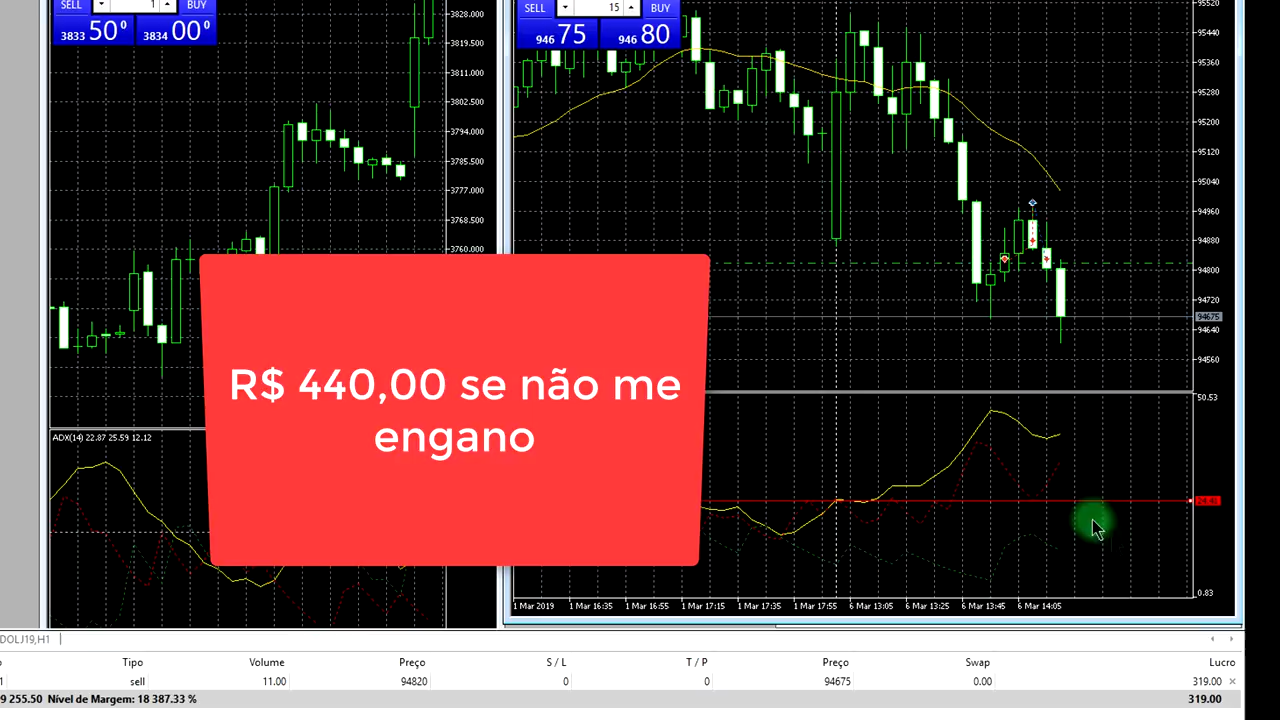 SELL 1 BUY
3833 50⁰ 3834 00⁰
3828.000
3819.500
3811.000
3802.500
3794.000
3785.500
3777.000
3768.500
3760.000
ADX(14) 22.87 25.59 12.12
SELL 15 BUY
946 75 946 80
95520
95440
95360
95280
95200
95120
95040
94960
94880
94800
94720
94675
94640
94560
50.53
0.83
1 Mar 2019 1 Mar 16:35 1 Mar 16:55 1 Mar 17:15 1 Mar 17:35 1 Mar 17:55 6 Mar 13:05 6 Mar 13:25 6 Mar 13:45 6 Mar 14:05
R$ 440,00 se não me
engano
DOLJ19,H1
Tipo Volume Preço S / L T / P Preço Swap Lucro
sell 11.00 94820 0 0 94675 0.00 319.00
9 255.50 Nível de Margem: 18 387.33 % 319.00